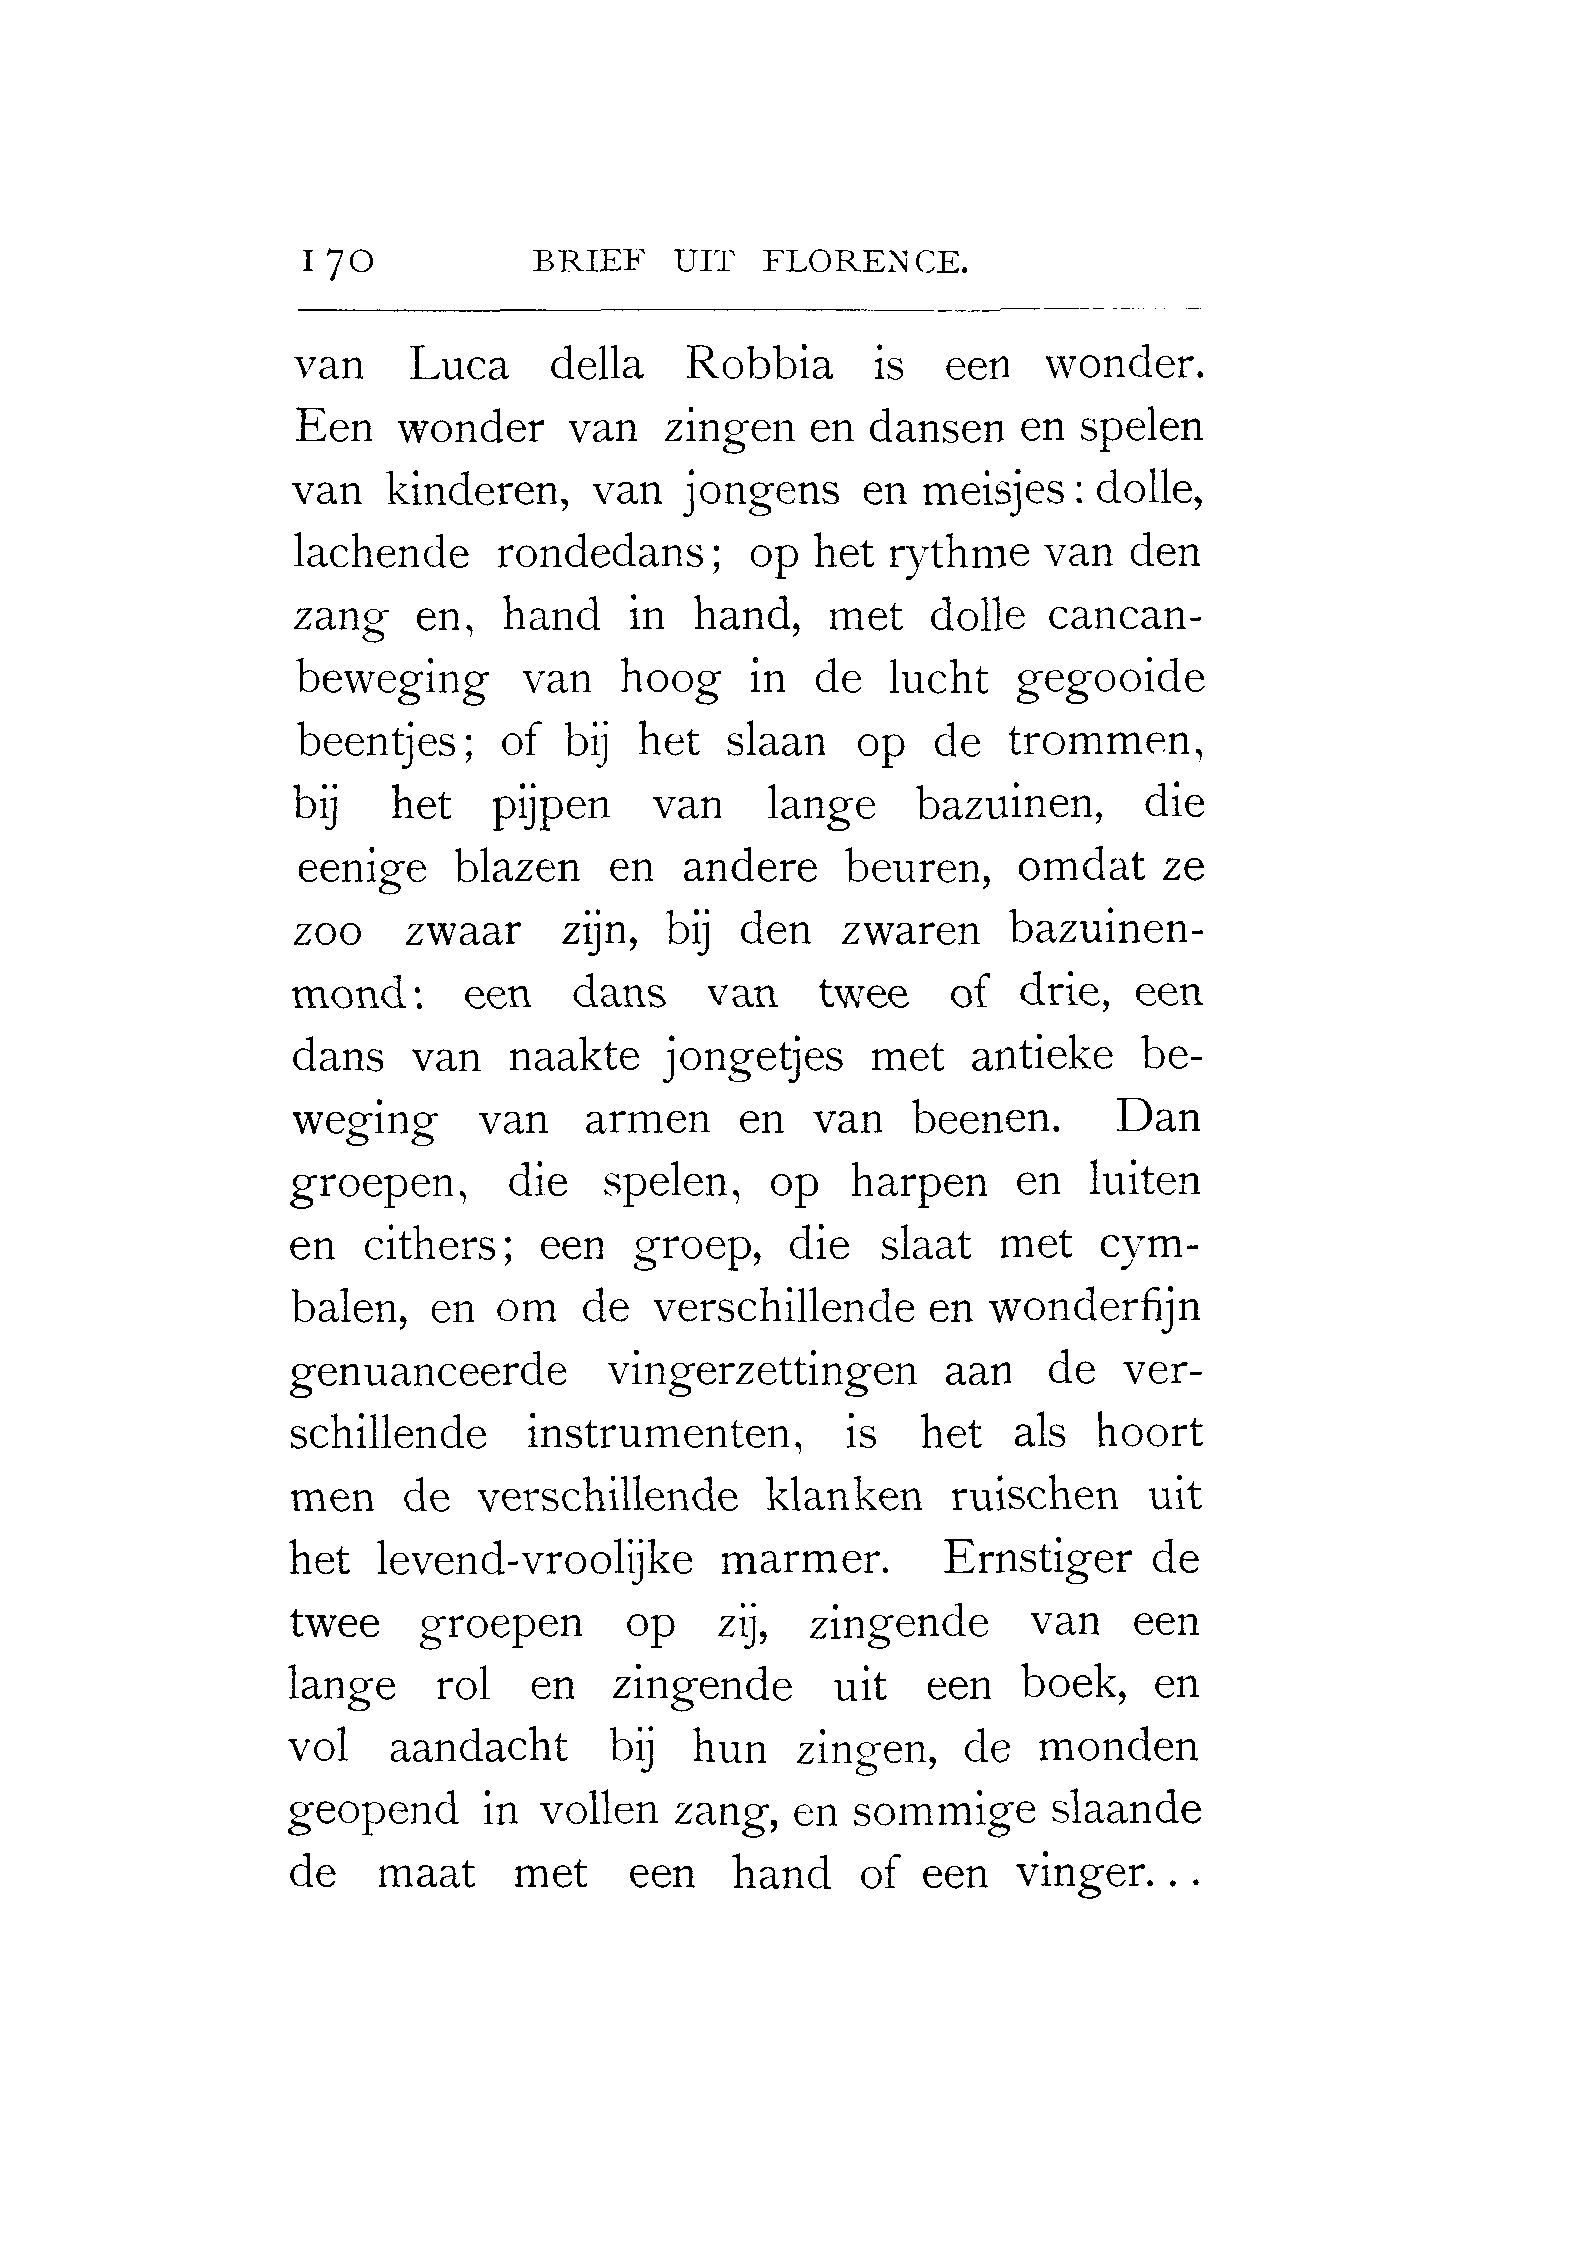 170 BRIEF UIT FLORENCE.
van Luca della Robbia is een wonder.
Een wonder van zingen en dansen en spelen
van kinderen, van jongens en meisjes: dolle,
lachende rondedans; op het rythme van den
zang en, hand in hand, met dolle cancan-
beweging van hoog in de lucht gegooide
beentjes; of bij het slaan op de trommen,
bij het pijpen van lange bazuinen, die
eenige blazen en andere beuren, omdat ze
zoo zwaar zijn, bij den zwaren bazuinen-
mond: een dans van twee of drie, een
dans van naakte jongetjes met antieke be-
weging van armen en van beenen. Dan
groepen, die spelen, op harpen en luiten
en cithers; een groep, die slaat met cym-
balen, en om de verschillende en wonderfijn
genuanceerde vingerzettingen aan de ver-
schillende instrumenten, is het als hoort
men de verschillende klanken ruischen uit
het levend-vroolijke marmer. Ernstiger de
twee groepen op zij, zingende van een
lange rol en zingende uit een boek, en
vol aandacht bij hun zingen, de monden
geopend in vollen zang, en sommige slaande
de maat met een hand of een vinger...